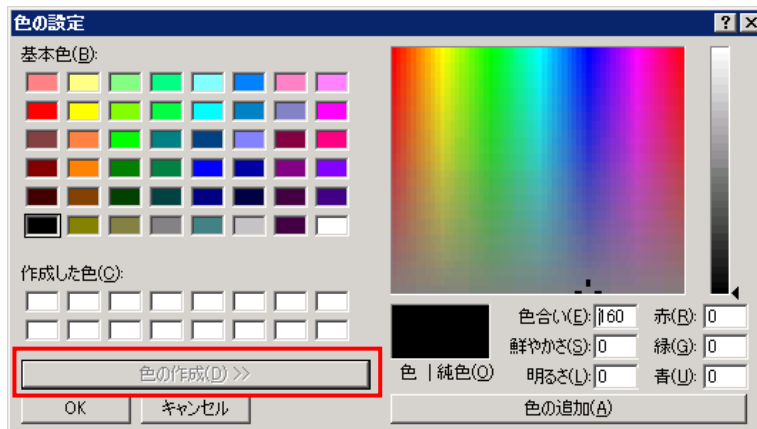 色の設定
基本色(B):
作成した色(C):
色の作成(D) >>
OK
キャンセル
色 | 純色(O)
色合い(E): 160
鮮やかさ(S): 0
明るさ(L): 0
赤(R): 0
緑(G): 0
青(U): 0
色の追加(A)